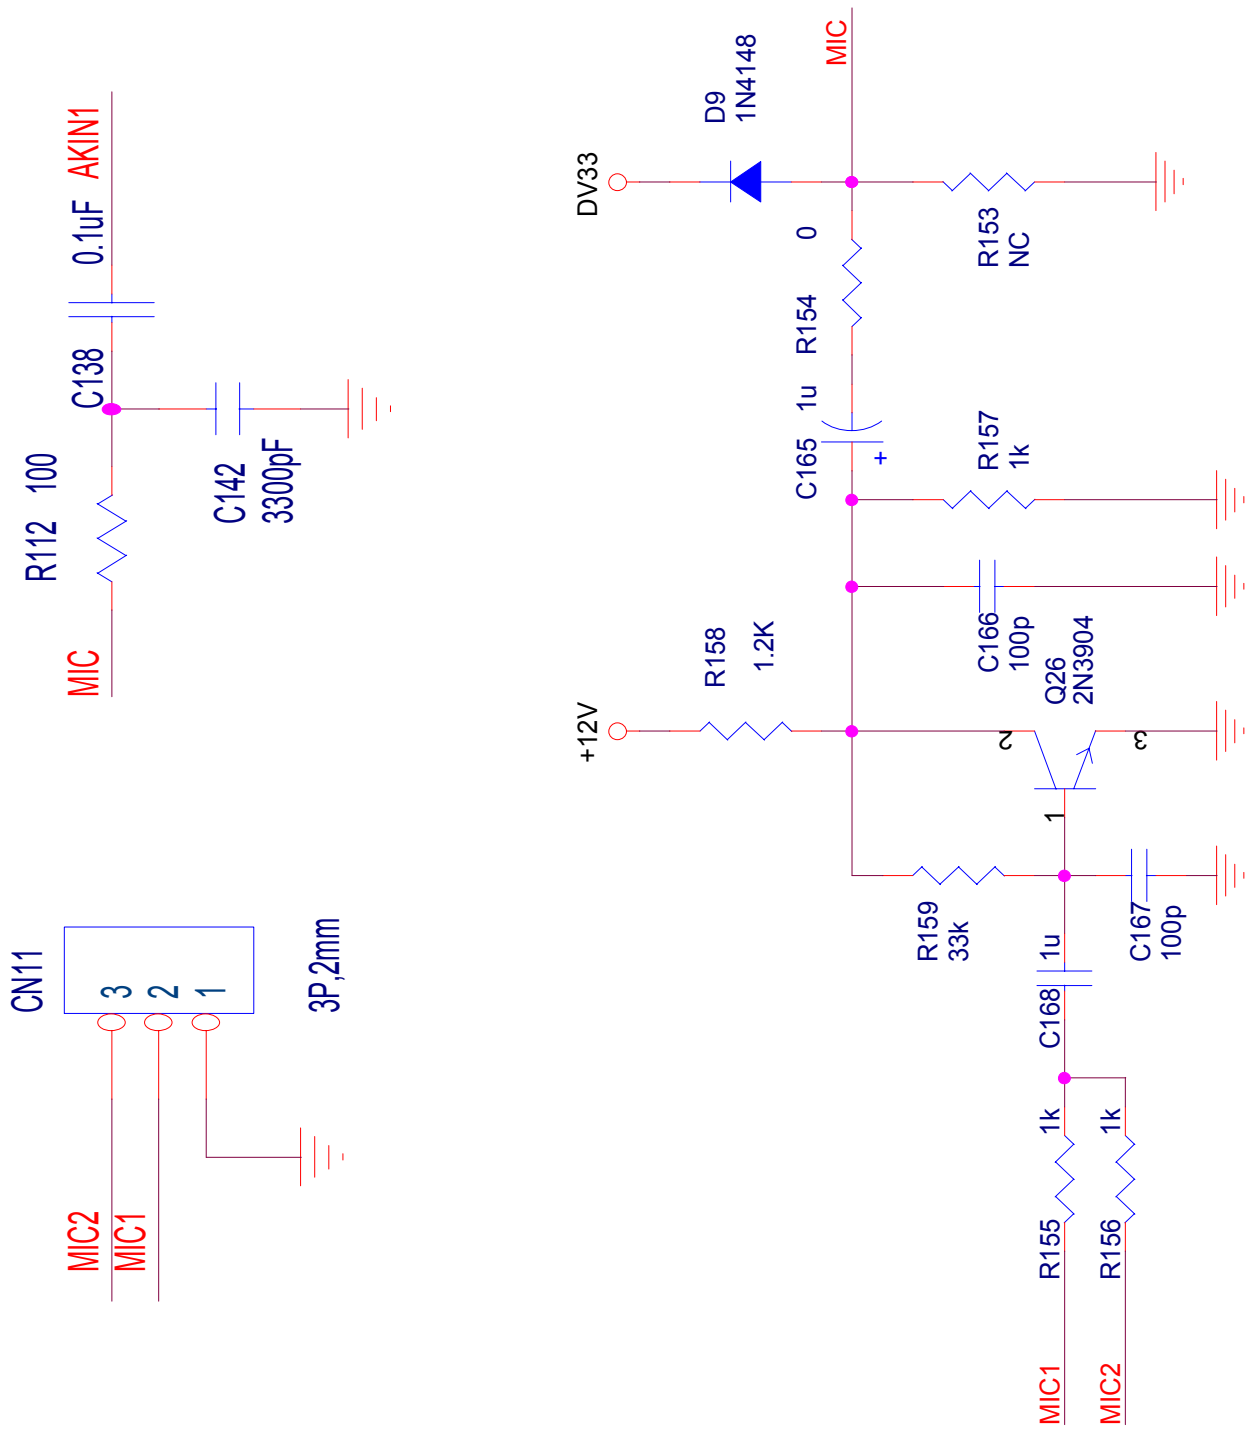 MIC
R112 100
C138 0.1uF AKIN1
C142
3300pF
CN11
3
2
1
3P,2mm
MIC2
MIC1
+12V
R158
1.2K
DV33
D9
1N4148
MIC
C165 1u
+
R154 0
R153
NC
R157
1k
C166
100p
Q26
2N3904
2
3
1
R159
33k
C167
100p
C168 1u
R155 1k
R156 1k
MIC1
MIC2